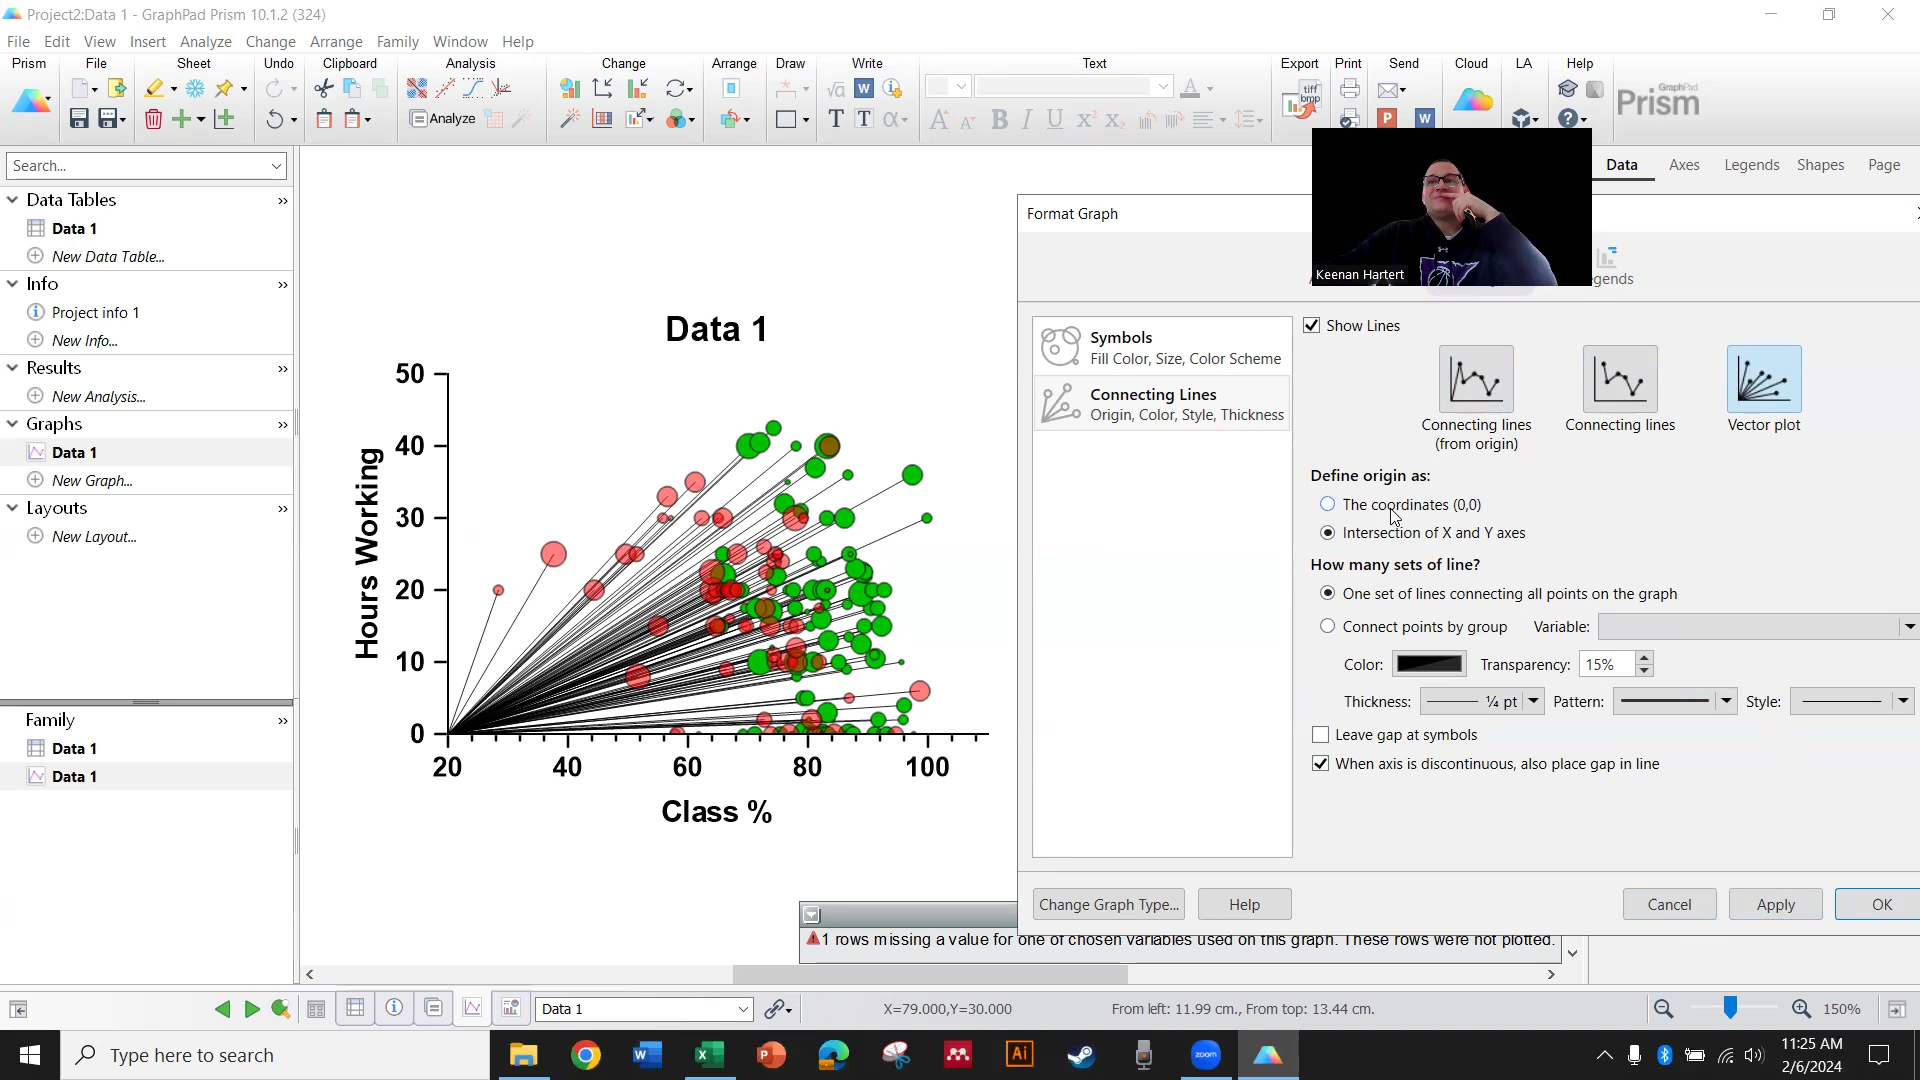 Project2:Data 1 - GraphPad Prism 10.1.2 (324)
File Edit View Insert Analyze Change Arrange Family Window Help
Prism File Sheet Undo Clipboard Analysis Change Arrange Draw Write Text Export Print Send Cloud LA Help
Analyze
tiff
bmp
GraphPad
Prism
Search...
Data Tables
Data 1
New Data Table...
Info
Project info 1
New Info...
Results
New Analysis...
Graphs
Data 1
New Graph...
Layouts
New Layout...
Family
Data 1
Data 1
Data 1
50
40
30
20
10
0
Hours Working
20 40 60 80 100
Class %
Data Axes Legends Shapes Page
Format Graph
Keenan Hartert
gends
Symbols
Fill Color, Size, Color Scheme
Connecting Lines
Origin, Color, Style, Thickness
Show Lines
Connecting lines
(from origin)
Connecting lines
Vector plot
Define origin as:
The coordinates (0,0)
Intersection of X and Y axes
How many sets of line?
One set of lines connecting all points on the graph
Connect points by group Variable:
Color: Transparency: 15%
Thickness: ¼ pt Pattern: Style:
Leave gap at symbols
When axis is discontinuous, also place gap in line
Change Graph Type... Help Cancel Apply OK
1 rows missing a value for one of chosen variables used on this graph. These rows were not plotted.
Data 1 X=79.000,Y=30.000 From left: 11.99 cm., From top: 13.44 cm. 150%
Type here to search
zoom
11:25 AM
2/6/2024